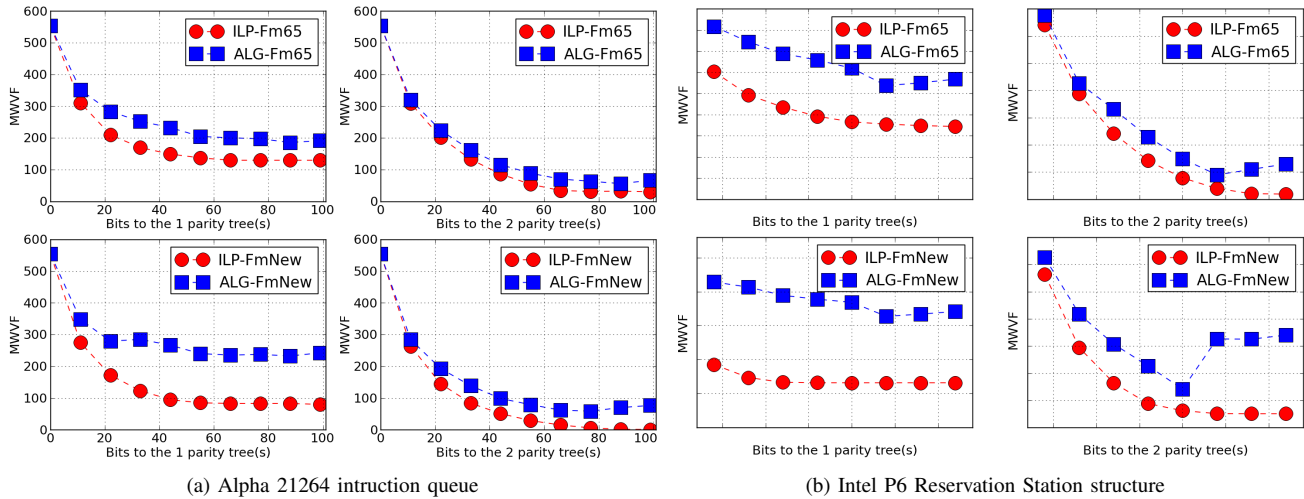 600
500
400
300
200
100
0
MWVF
ILP-Fm65
ALG-Fm65
0 20 40 60 80 100
Bits to the 1 parity tree(s)
600
500
400
300
200
100
0
MWVF
ILP-Fm65
ALG-Fm65
0 20 40 60 80 100
Bits to the 2 parity tree(s)
MWVF
ILP-Fm65
ALG-Fm65
Bits to the 1 parity tree(s)
MWVF
ILP-Fm65
ALG-Fm65
Bits to the 2 parity tree(s)
600
500
400
300
200
100
0
MWVF
ILP-FmNew
ALG-FmNew
0 20 40 60 80 100
Bits to the 1 parity tree(s)
600
500
400
300
200
100
0
MWVF
ILP-FmNew
ALG-FmNew
0 20 40 60 80 100
Bits to the 2 parity tree(s)
MWVF
ILP-FmNew
ALG-FmNew
Bits to the 1 parity tree(s)
MWVF
ILP-FmNew
ALG-FmNew
Bits to the 2 parity tree(s)
(a) Alpha 21264 intruction queue
(b) Intel P6 Reservation Station structure